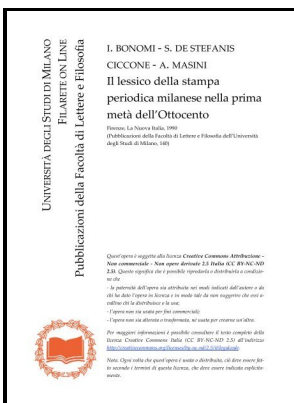 UNIVERSITÀ DEGLI STUDI DI MILANO
FILARETE ON LINE
Pubblicazioni della Facoltà di Lettere e Filosofia
I. BONOMI - S. DE STEFANIS
CICCONE - A. MASINI
Il lessico della stampa
periodica milanese nella prima
metà dell'Ottocento
Firenze, La Nuova Italia, 1990
(Pubblicazioni della Facoltà di Lettere e Filosofia dell'Università
degli Studi di Milano, 140)
Quest'opera è soggetta alla licenza Creative Commons Attribuzione –
Non commerciale - Non opere derivate 2.5 Italia (CC BY-NC-ND
2.5). Questo significa che è possibile riprodurla o distribuirla a condizio-
ne che
- la paternità dell'opera sia attribuita nei modi indicati dall'autore o da
chi ha dato l'opera in licenza e in modo tale da non suggerire che essi a-
vallino chi la distribuisce o la usa;
- l'opera non sia usata per fini commerciali;
- l'opera non sia alterata o trasformata, né usata per crearne un'altra.
Per maggiori informazioni è possibile consultare il testo completo della
licenza Creative Commons Italia (CC BY-NC-ND 2.5) all'indirizzo
http://creativecommons.org/licenses/by-nc-nd/2.5/it/legalcode.
Nota. Ogni volta che quest'opera è usata o distribuita, ciò deve essere fat-
to secondo i termini di questa licenza, che deve essere indicata esplicita-
mente.